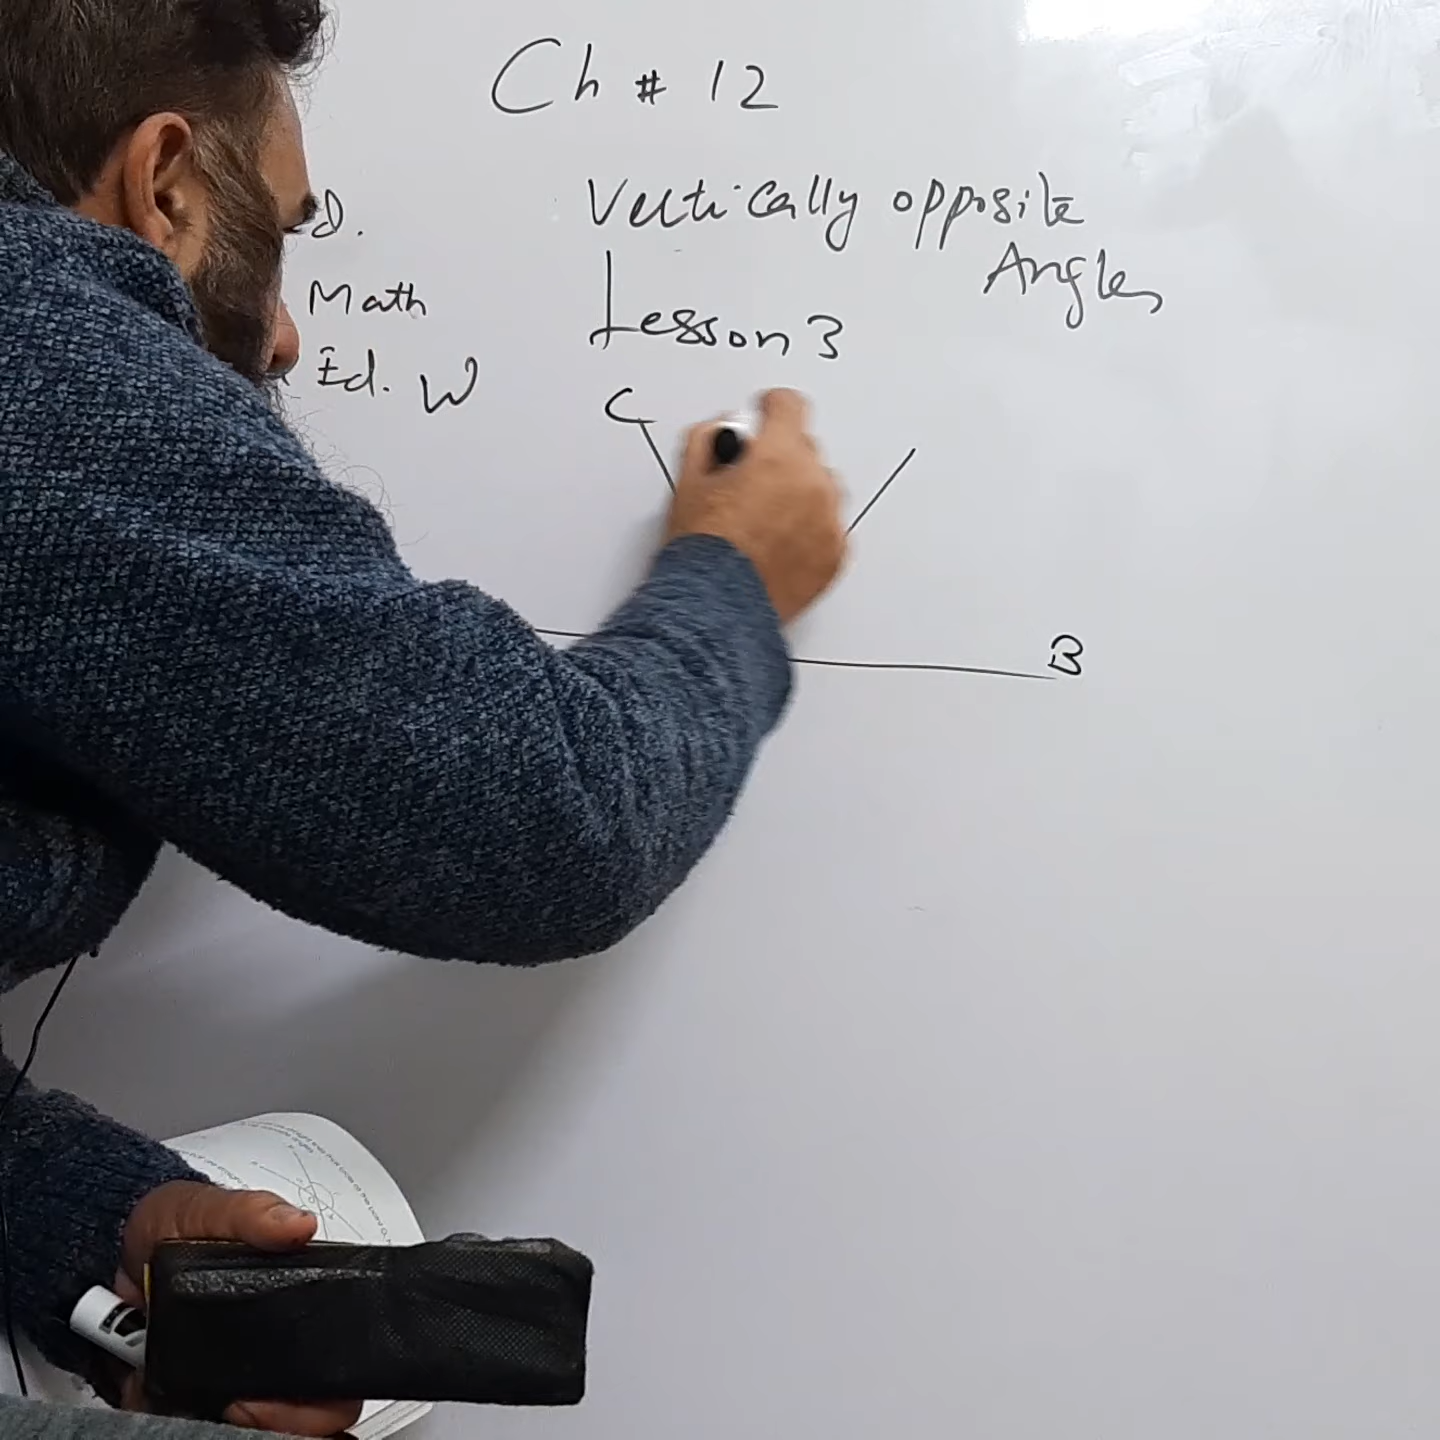 Ch # 12
d.
Vertically opposite
Angles
Math
Lesson 3
Ed. W
C
B